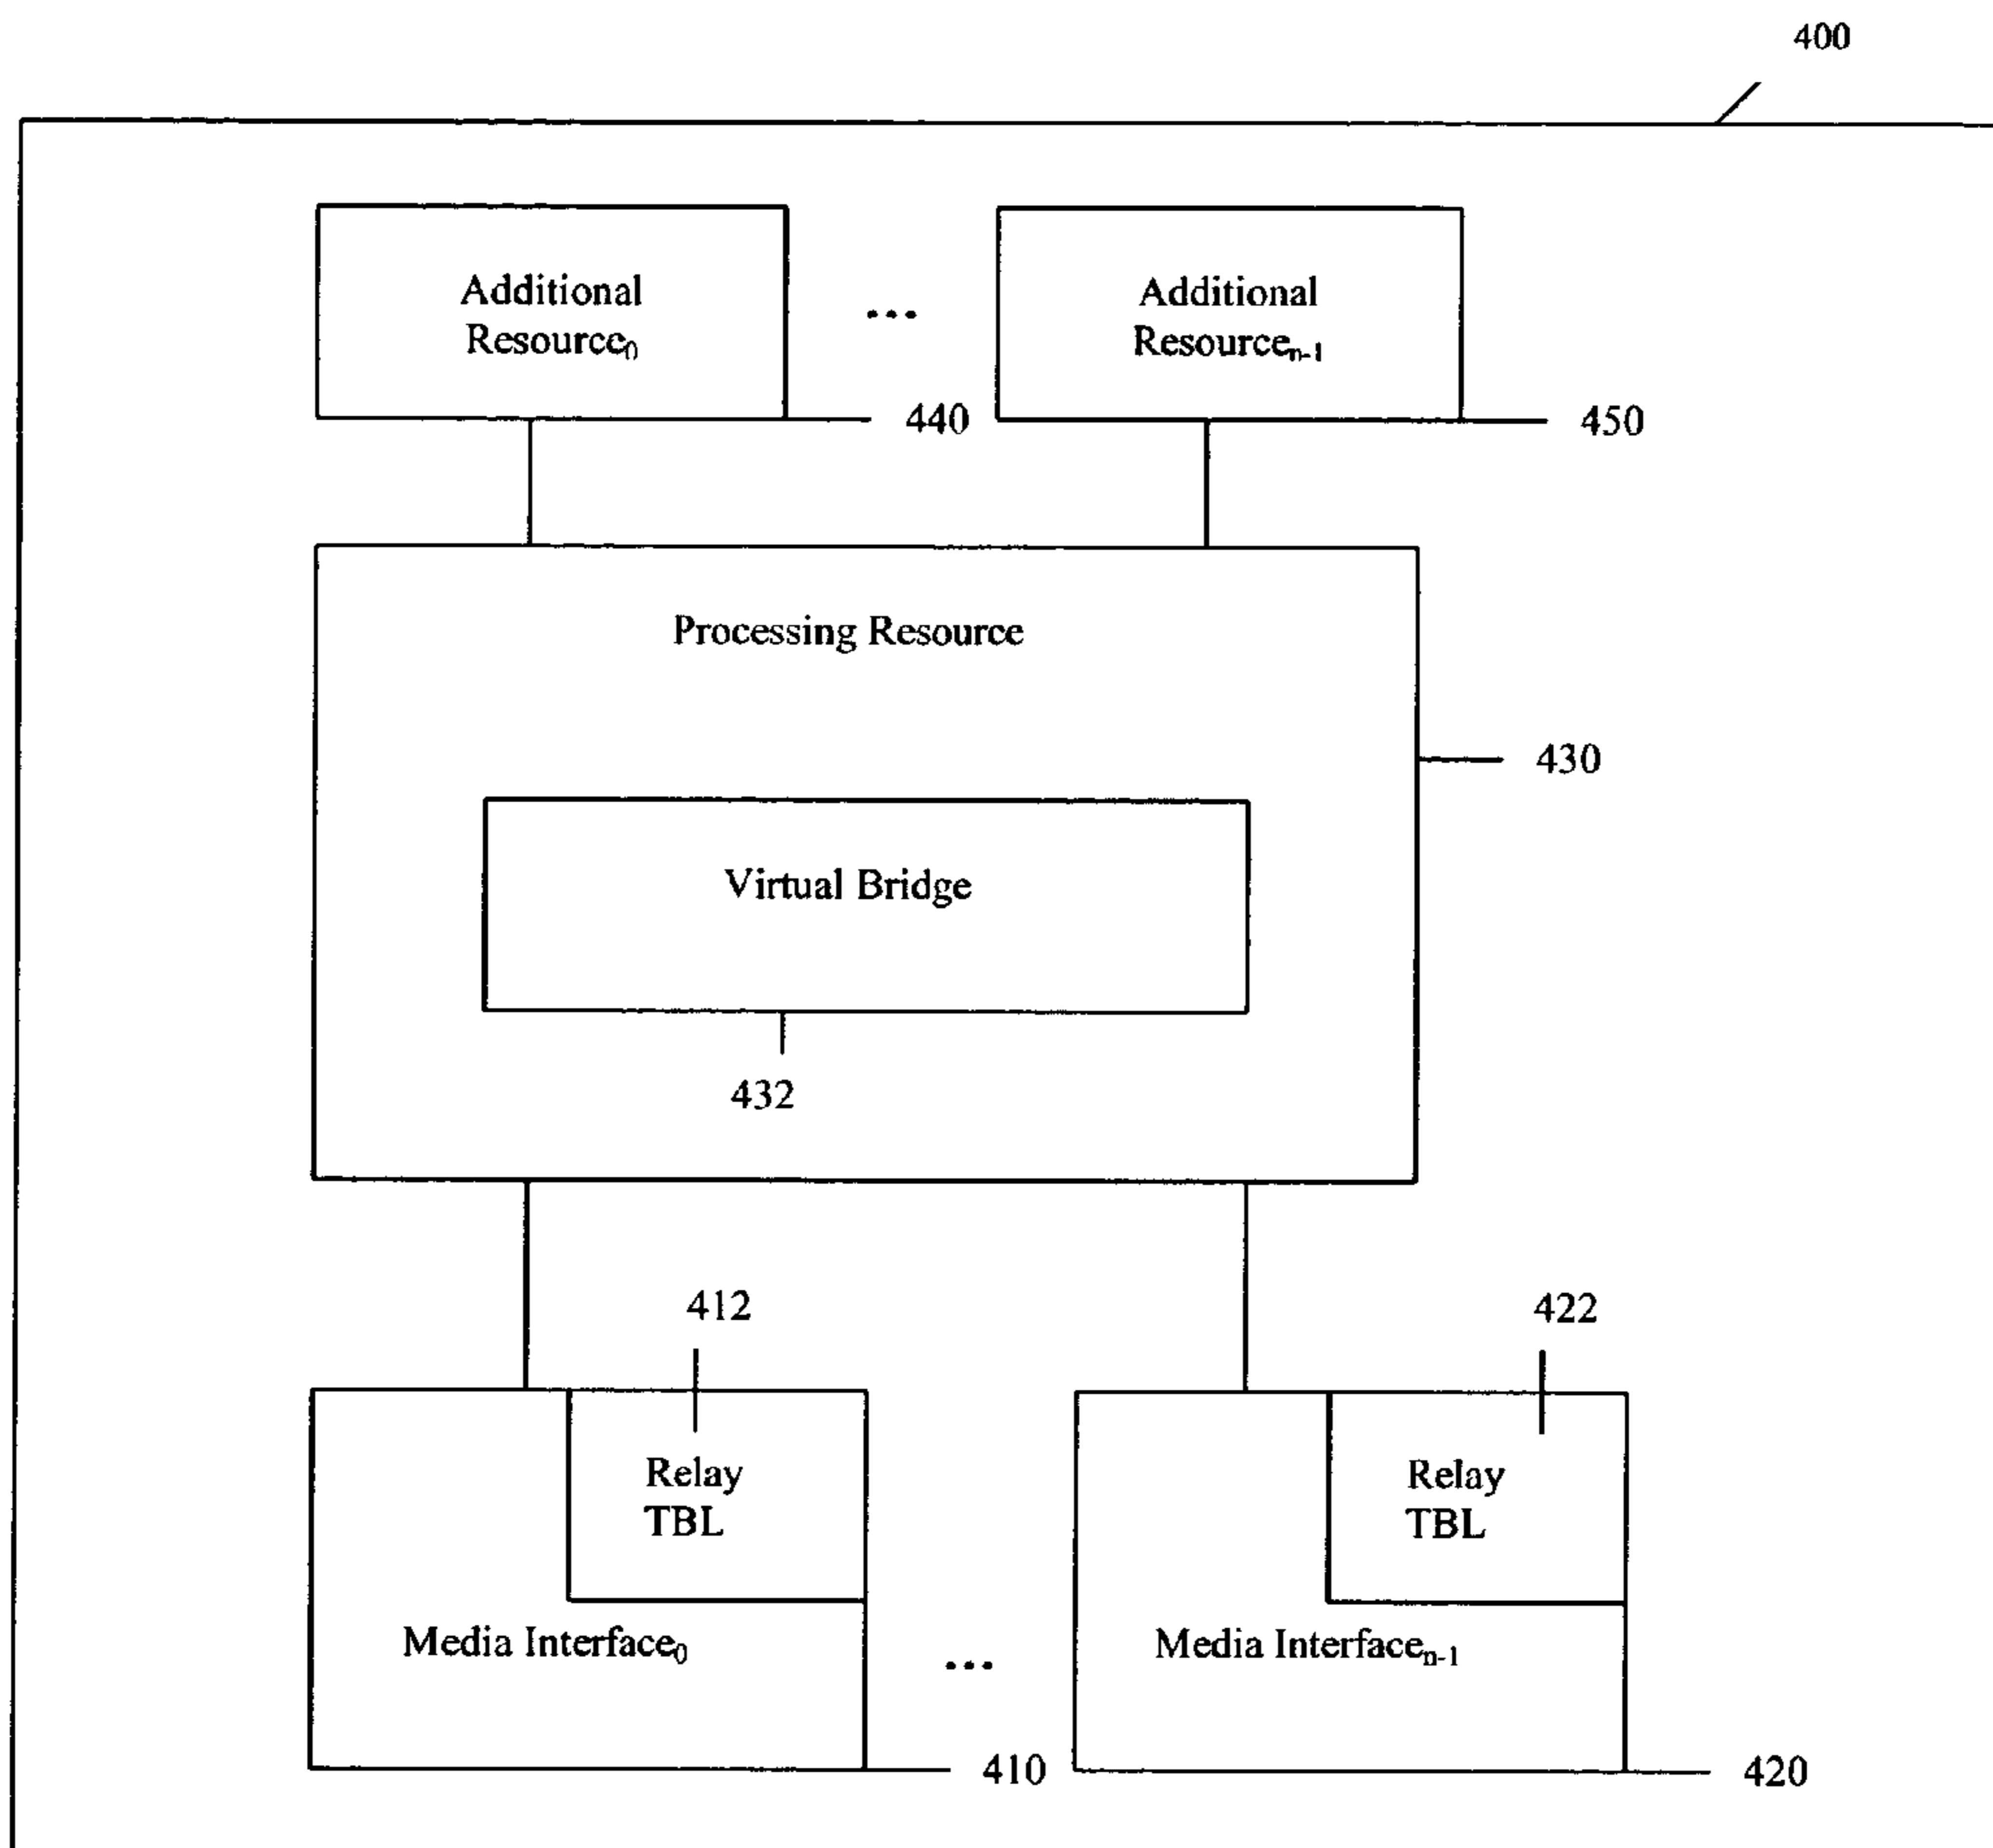 400
Additional
Resource0
...
Additional
Resourcen-1
440
450
Processing Resource
430
Virtual Bridge
432
412
422
Relay
TBL
Relay
TBL
Media Interface0
...
Media Interfacen-1
410
420